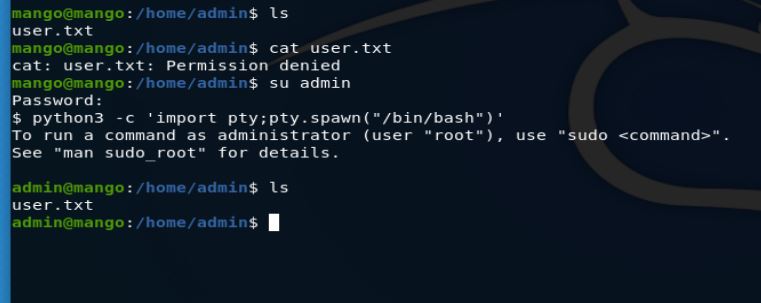 mango@mango:/home/admin$ ls
user.txt
mango@mango:/home/admin$ cat user.txt
cat: user.txt: Permission denied
mango@mango:/home/admin$ su admin
Password:
$ python3 -c 'import pty;pty.spawn("/bin/bash")'
To run a command as administrator (user "root"), use "sudo <command>".
See "man sudo_root" for details.

admin@mango:/home/admin$ ls
user.txt
admin@mango:/home/admin$